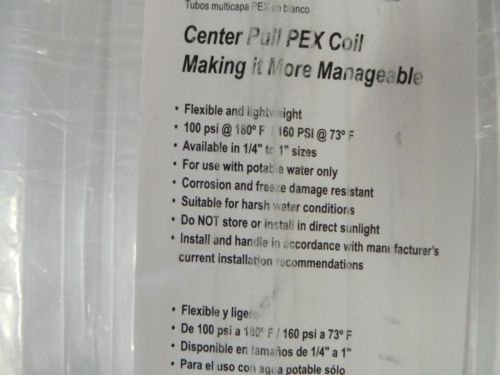 Tubos multicapa PEX en blanco
Center Pull PEX Coil
Making it More Manageable
• Flexible and lightweight
• 100 psi @ 180º F / 160 PSI @ 73º F
• Available in 1/4" to 1" sizes
• For use with potable water only
• Corrosion and freeze damage resistant
• Suitable for harsh water conditions
• Do NOT store or install in direct sunlight
• Install and handle in accordance with manufacturer's
current installation recommendations
• Flexible y ligero
• De 100 psi a 180º F / 160 psi a 73º F
• Disponible en tamaños de 1/4" a 1"
• Para el uso con agua potable sólo